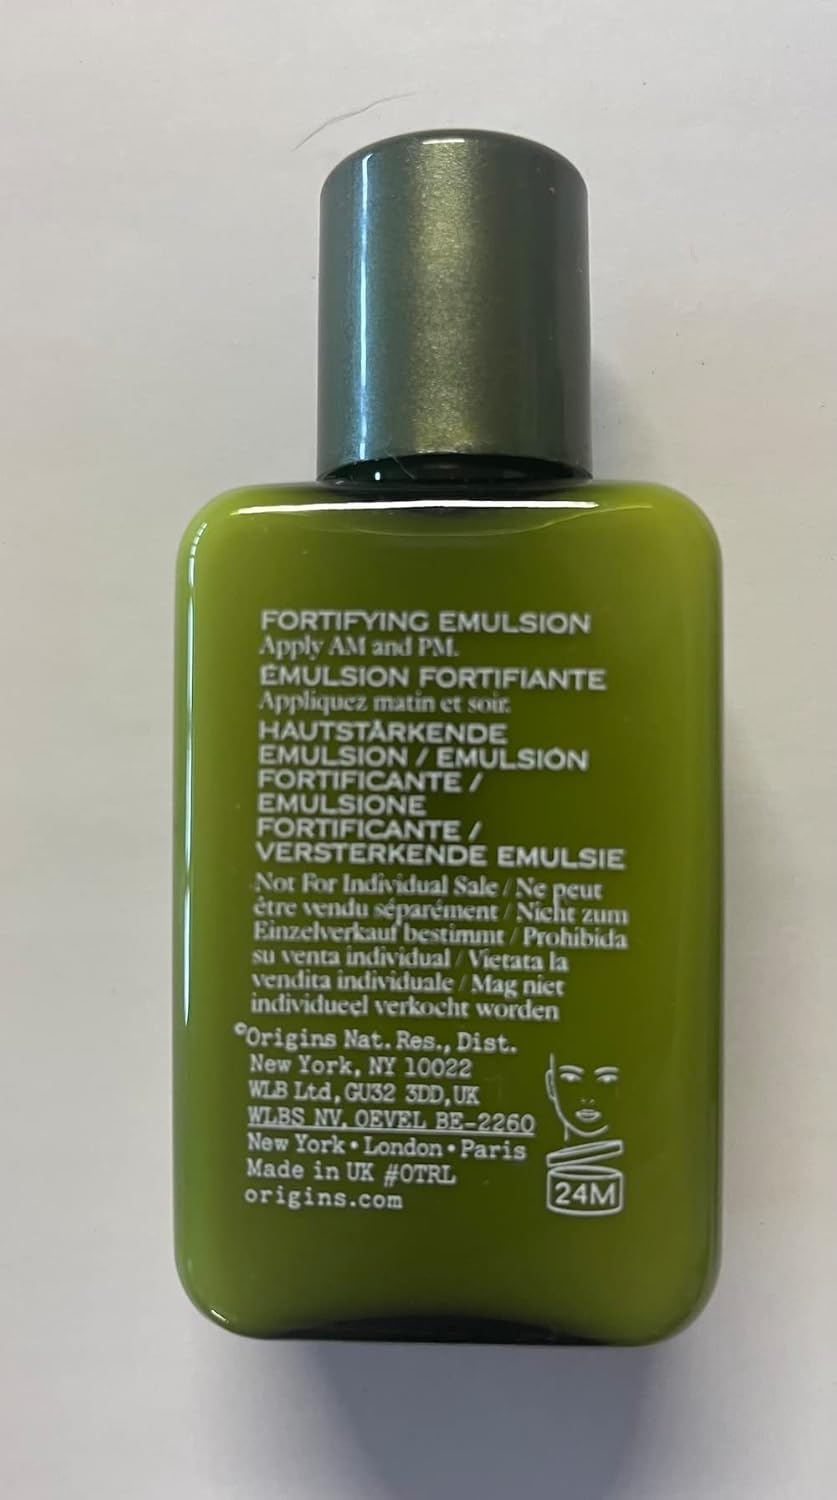 FORTIFYING EMULSION
Apply AM and PM.
ÉMULSION FORTIFIANTE
Appliquez matin et soir.
HAUTSTÄRKENDE
EMULSION / EMULSIÓN
FORTIFICANTE /
EMULSIONE
FORTIFICANTE /
VERSTERKENDE EMULSIE
Not For Individual Sale / Ne peut
être vendu séparément / Nicht zum
Einzelverkauf bestimmt / Prohibida
su venta individual / Vietata la
vendita individuale / Mag niet
individueel verkocht worden
©Origins Nat. Res., Dist.
New York, NY 10022
WLB Ltd, GU32 3DD, UK
WLBS NV, OEVEL BE-2260
New York • London • Paris
Made in UK #0TRL
origins.com
24M